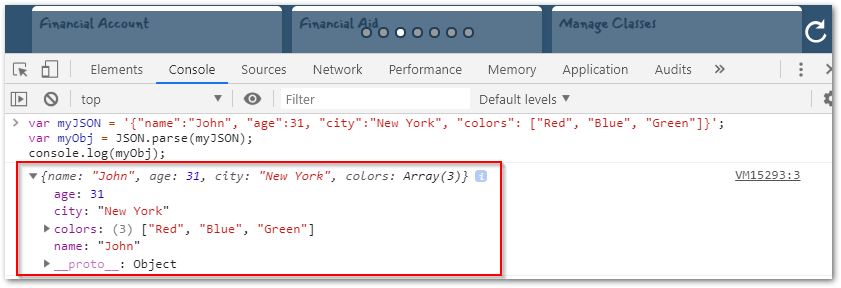 Financial Account Financial Aid Manage Classes
Elements Console Sources Network Performance Memory Application Audits »
top Filter Default levels
> var myJSON = '{"name":"John", "age":31, "city":"New York", "colors": ["Red", "Blue", "Green"]}';
var myObj = JSON.parse(myJSON);
console.log(myObj);
{name: "John", age: 31, city: "New York", colors: Array(3)} i VM15293:3
age: 31
city: "New York"
colors: (3) ["Red", "Blue", "Green"]
name: "John"
__proto__: Object